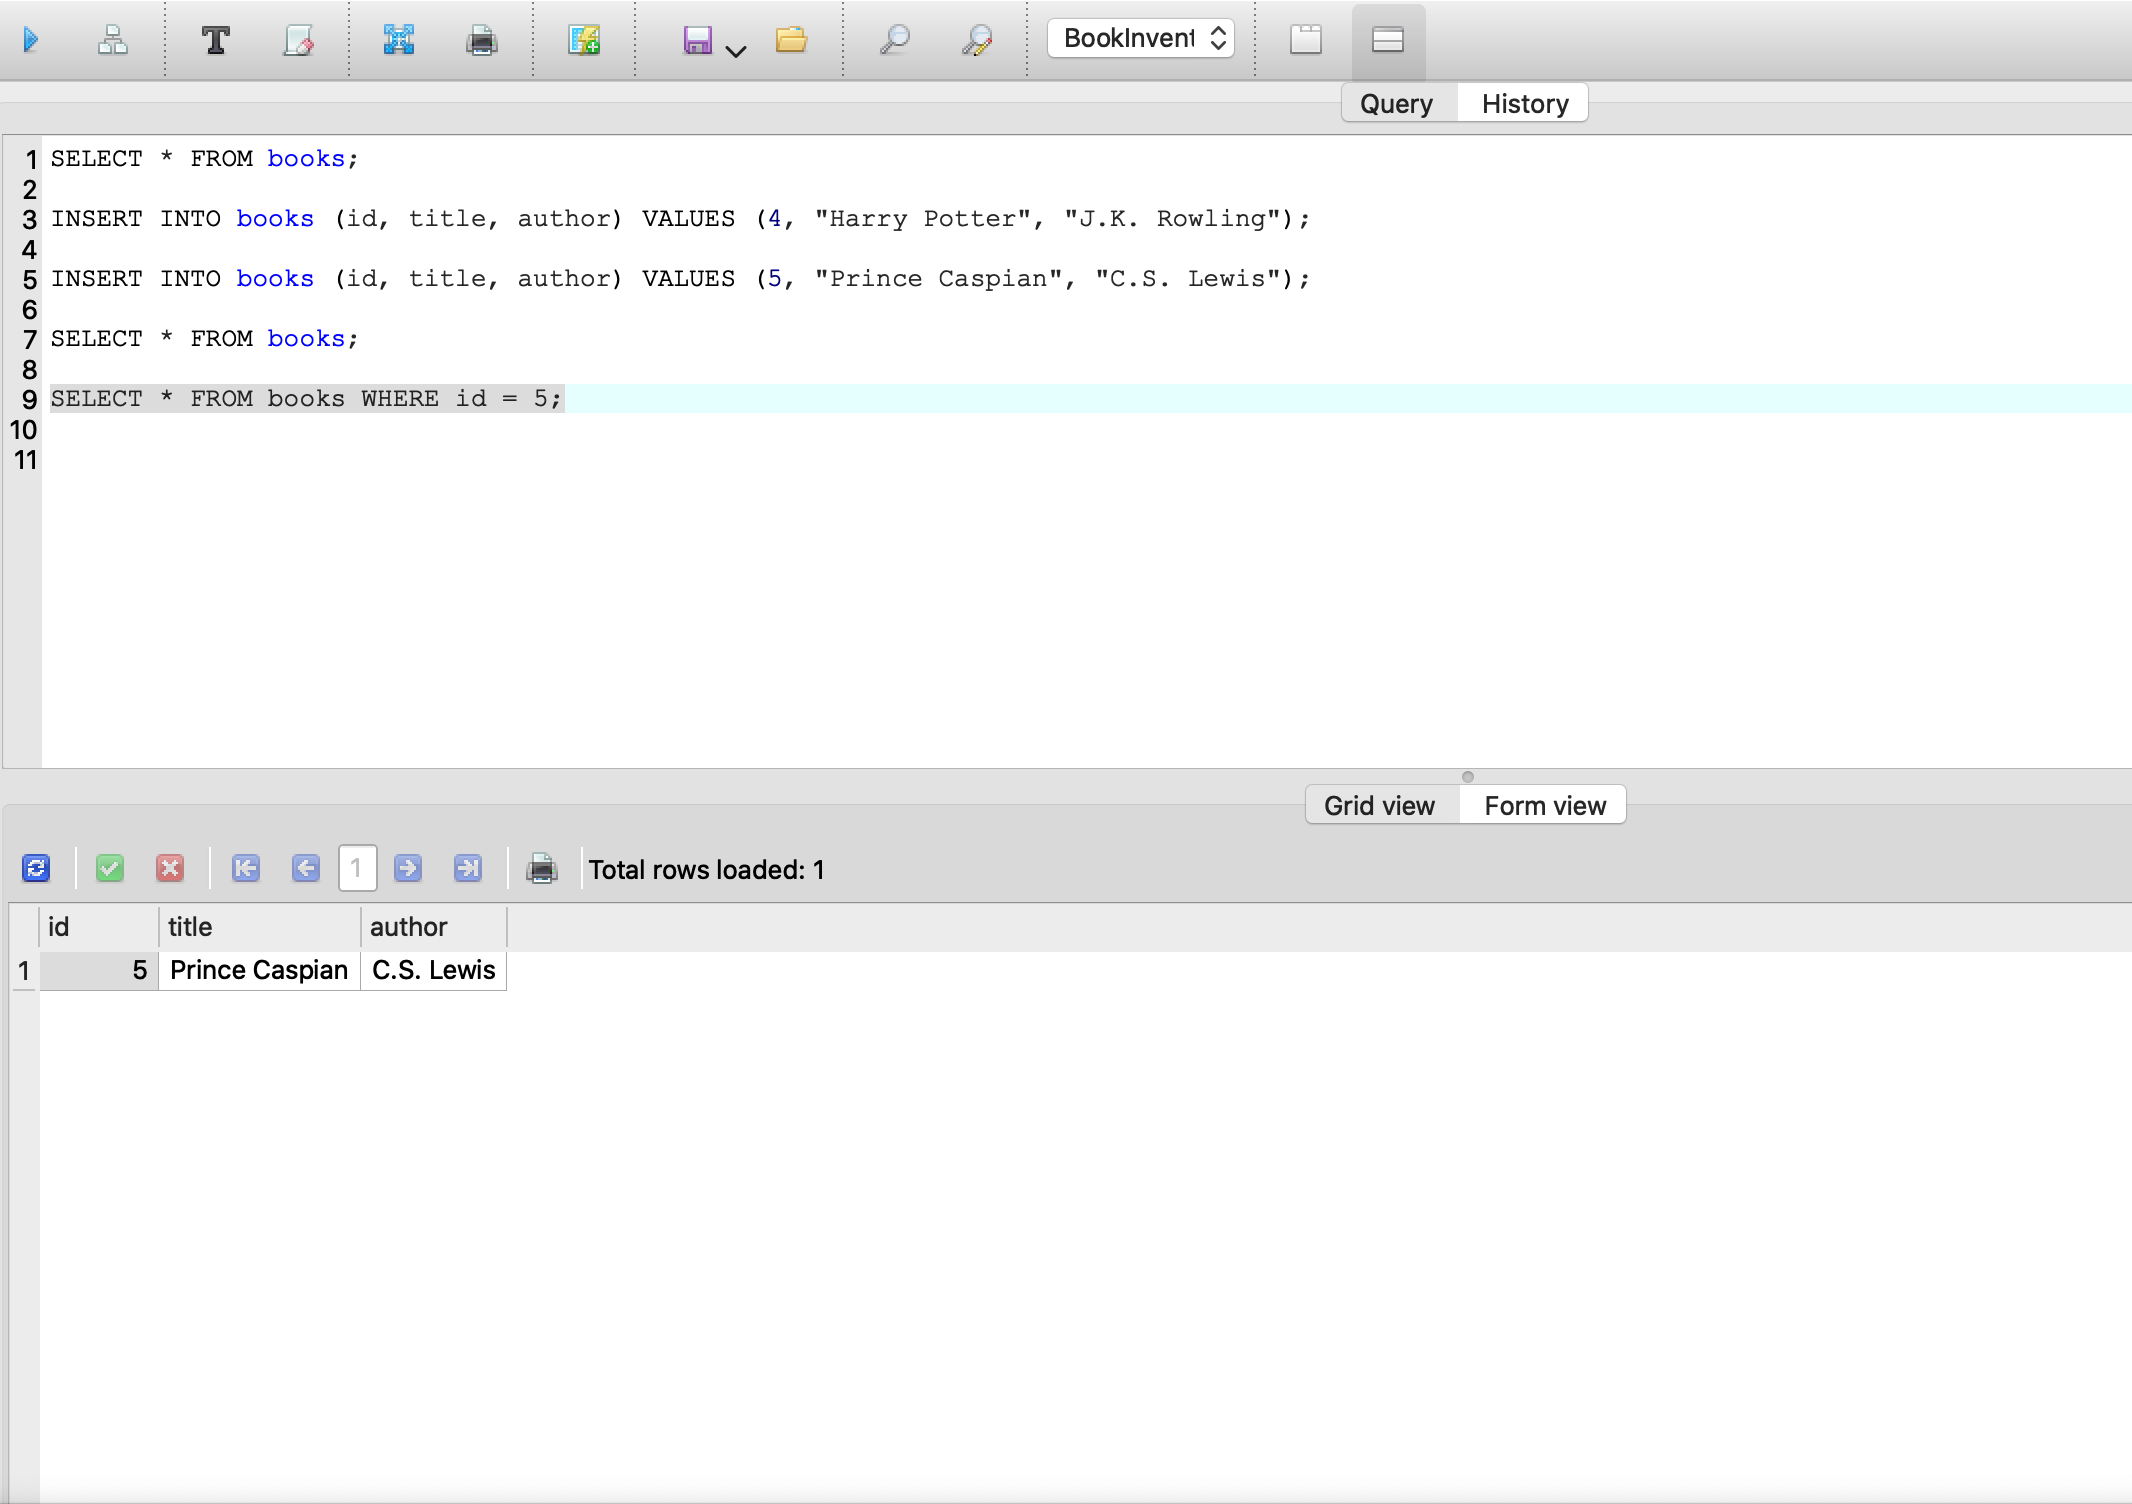 BookInvent
Query History
1 SELECT * FROM books;
2
3 INSERT INTO books (id, title, author) VALUES (4, "Harry Potter", "J.K. Rowling");
4
5 INSERT INTO books (id, title, author) VALUES (5, "Prince Caspian", "C.S. Lewis");
6
7 SELECT * FROM books;
8
9 SELECT * FROM books WHERE id = 5;
10
11
Grid view Form view
1 Total rows loaded: 1
id title author
1 5 Prince Caspian C.S. Lewis